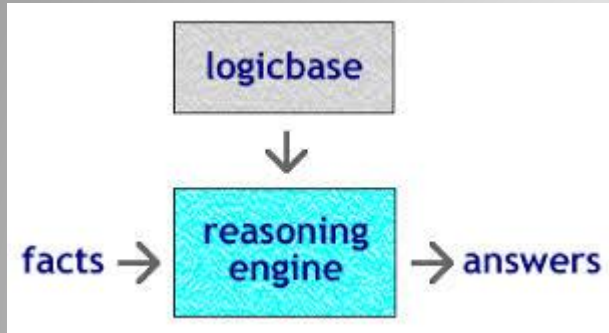 logicbase
facts
reasoning
engine
answers